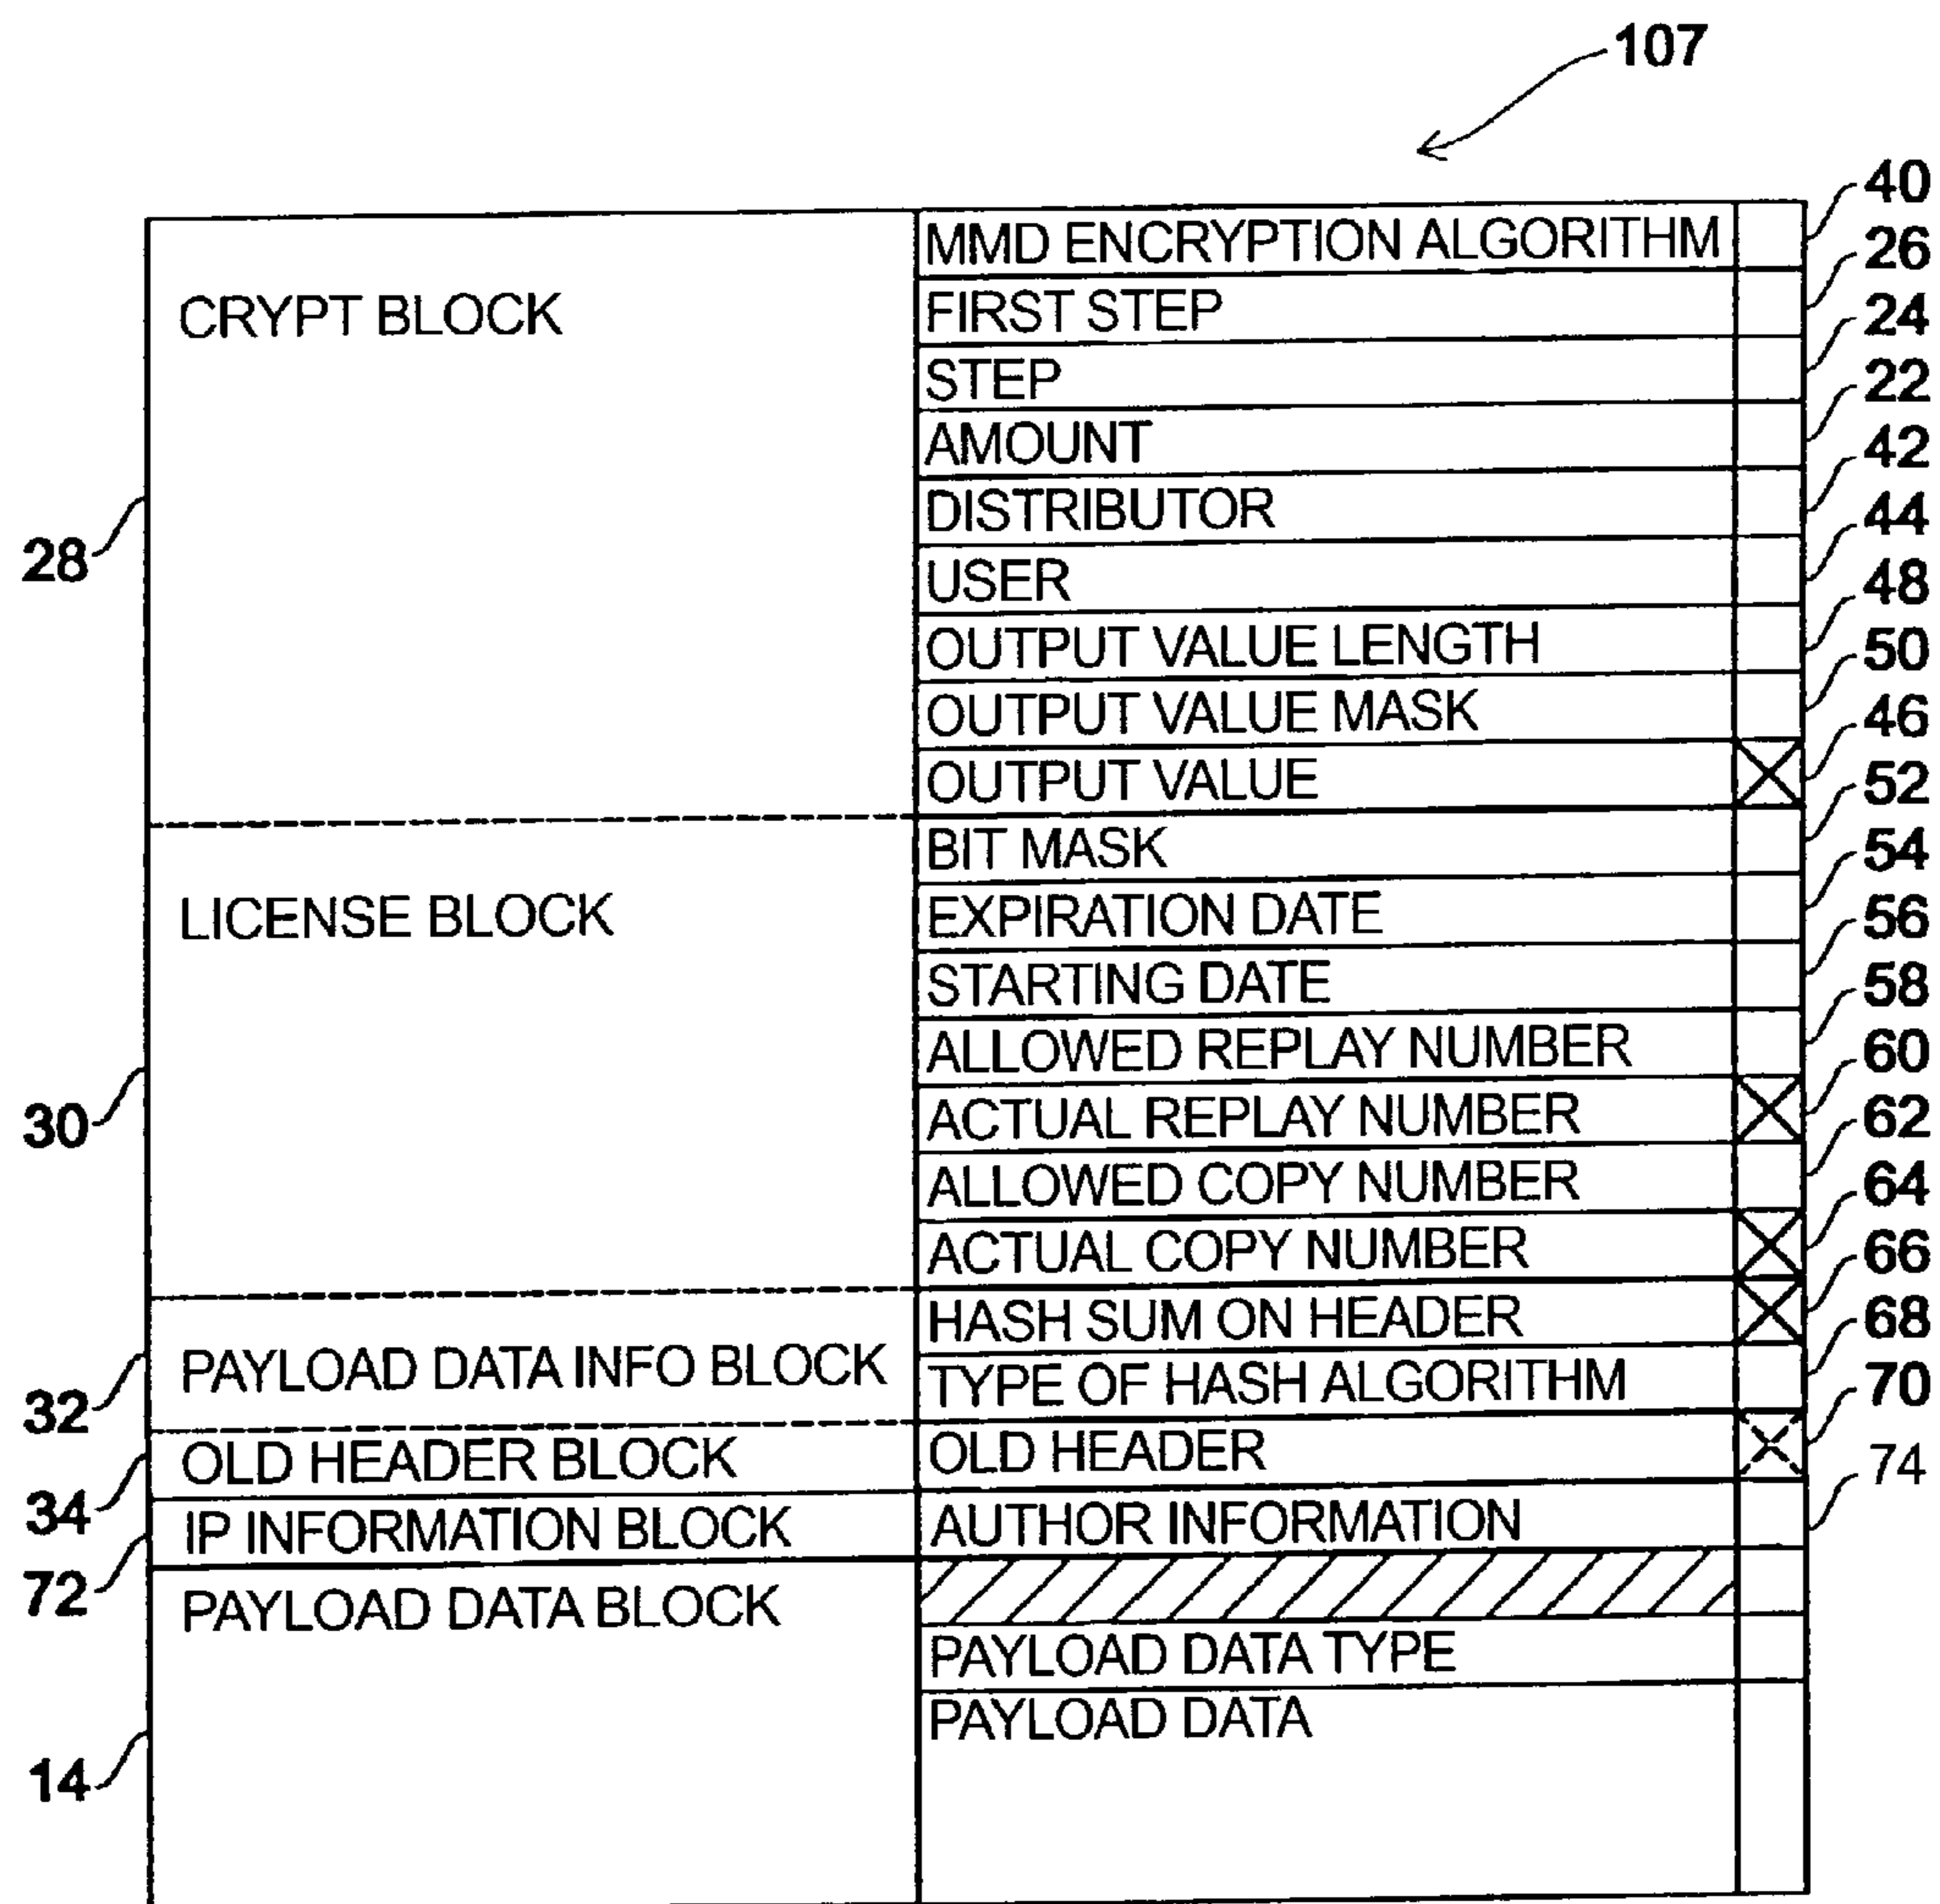 107
MMD ENCRYPTION ALGORITHM 40
CRYPT BLOCK FIRST STEP 26
STEP 24
AMOUNT 22
DISTRIBUTOR 42
28 USER 44
OUTPUT VALUE LENGTH 48
OUTPUT VALUE MASK 50
OUTPUT VALUE 46
BIT MASK 52
LICENSE BLOCK EXPIRATION DATE 54
STARTING DATE 56
ALLOWED REPLAY NUMBER 58
30 ACTUAL REPLAY NUMBER 60
ALLOWED COPY NUMBER 62
ACTUAL COPY NUMBER 64
HASH SUM ON HEADER 66
32 PAYLOAD DATA INFO BLOCK TYPE OF HASH ALGORITHM 68
34 OLD HEADER BLOCK OLD HEADER 70
72 IP INFORMATION BLOCK AUTHOR INFORMATION 74
PAYLOAD DATA BLOCK
PAYLOAD DATA TYPE
14 PAYLOAD DATA